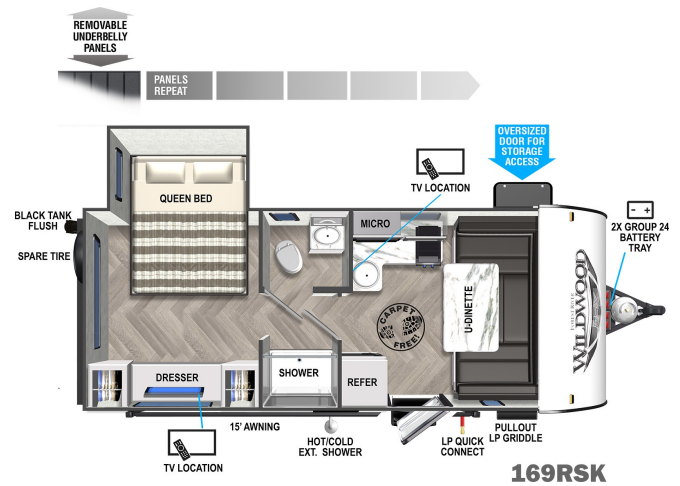 REMOVABLE
UNDERBELLY
PANELS
PANELS
REPEAT
OVERSIZED
DOOR FOR
STORAGE
ACCESS
TV LOCATION
QUEEN BED
MICRO
BLACK TANK
FLUSH
SPARE TIRE
2X GROUP 24
BATTERY
TRAY
U-DINETTE
CARPET
FREE!
WILDWOOD
DRESSER
SHOWER
REFER
15' AWNING
HOT/COLD
EXT. SHOWER
LP QUICK
CONNECT
PULLOUT
LP GRIDDLE
TV LOCATION
169RSK